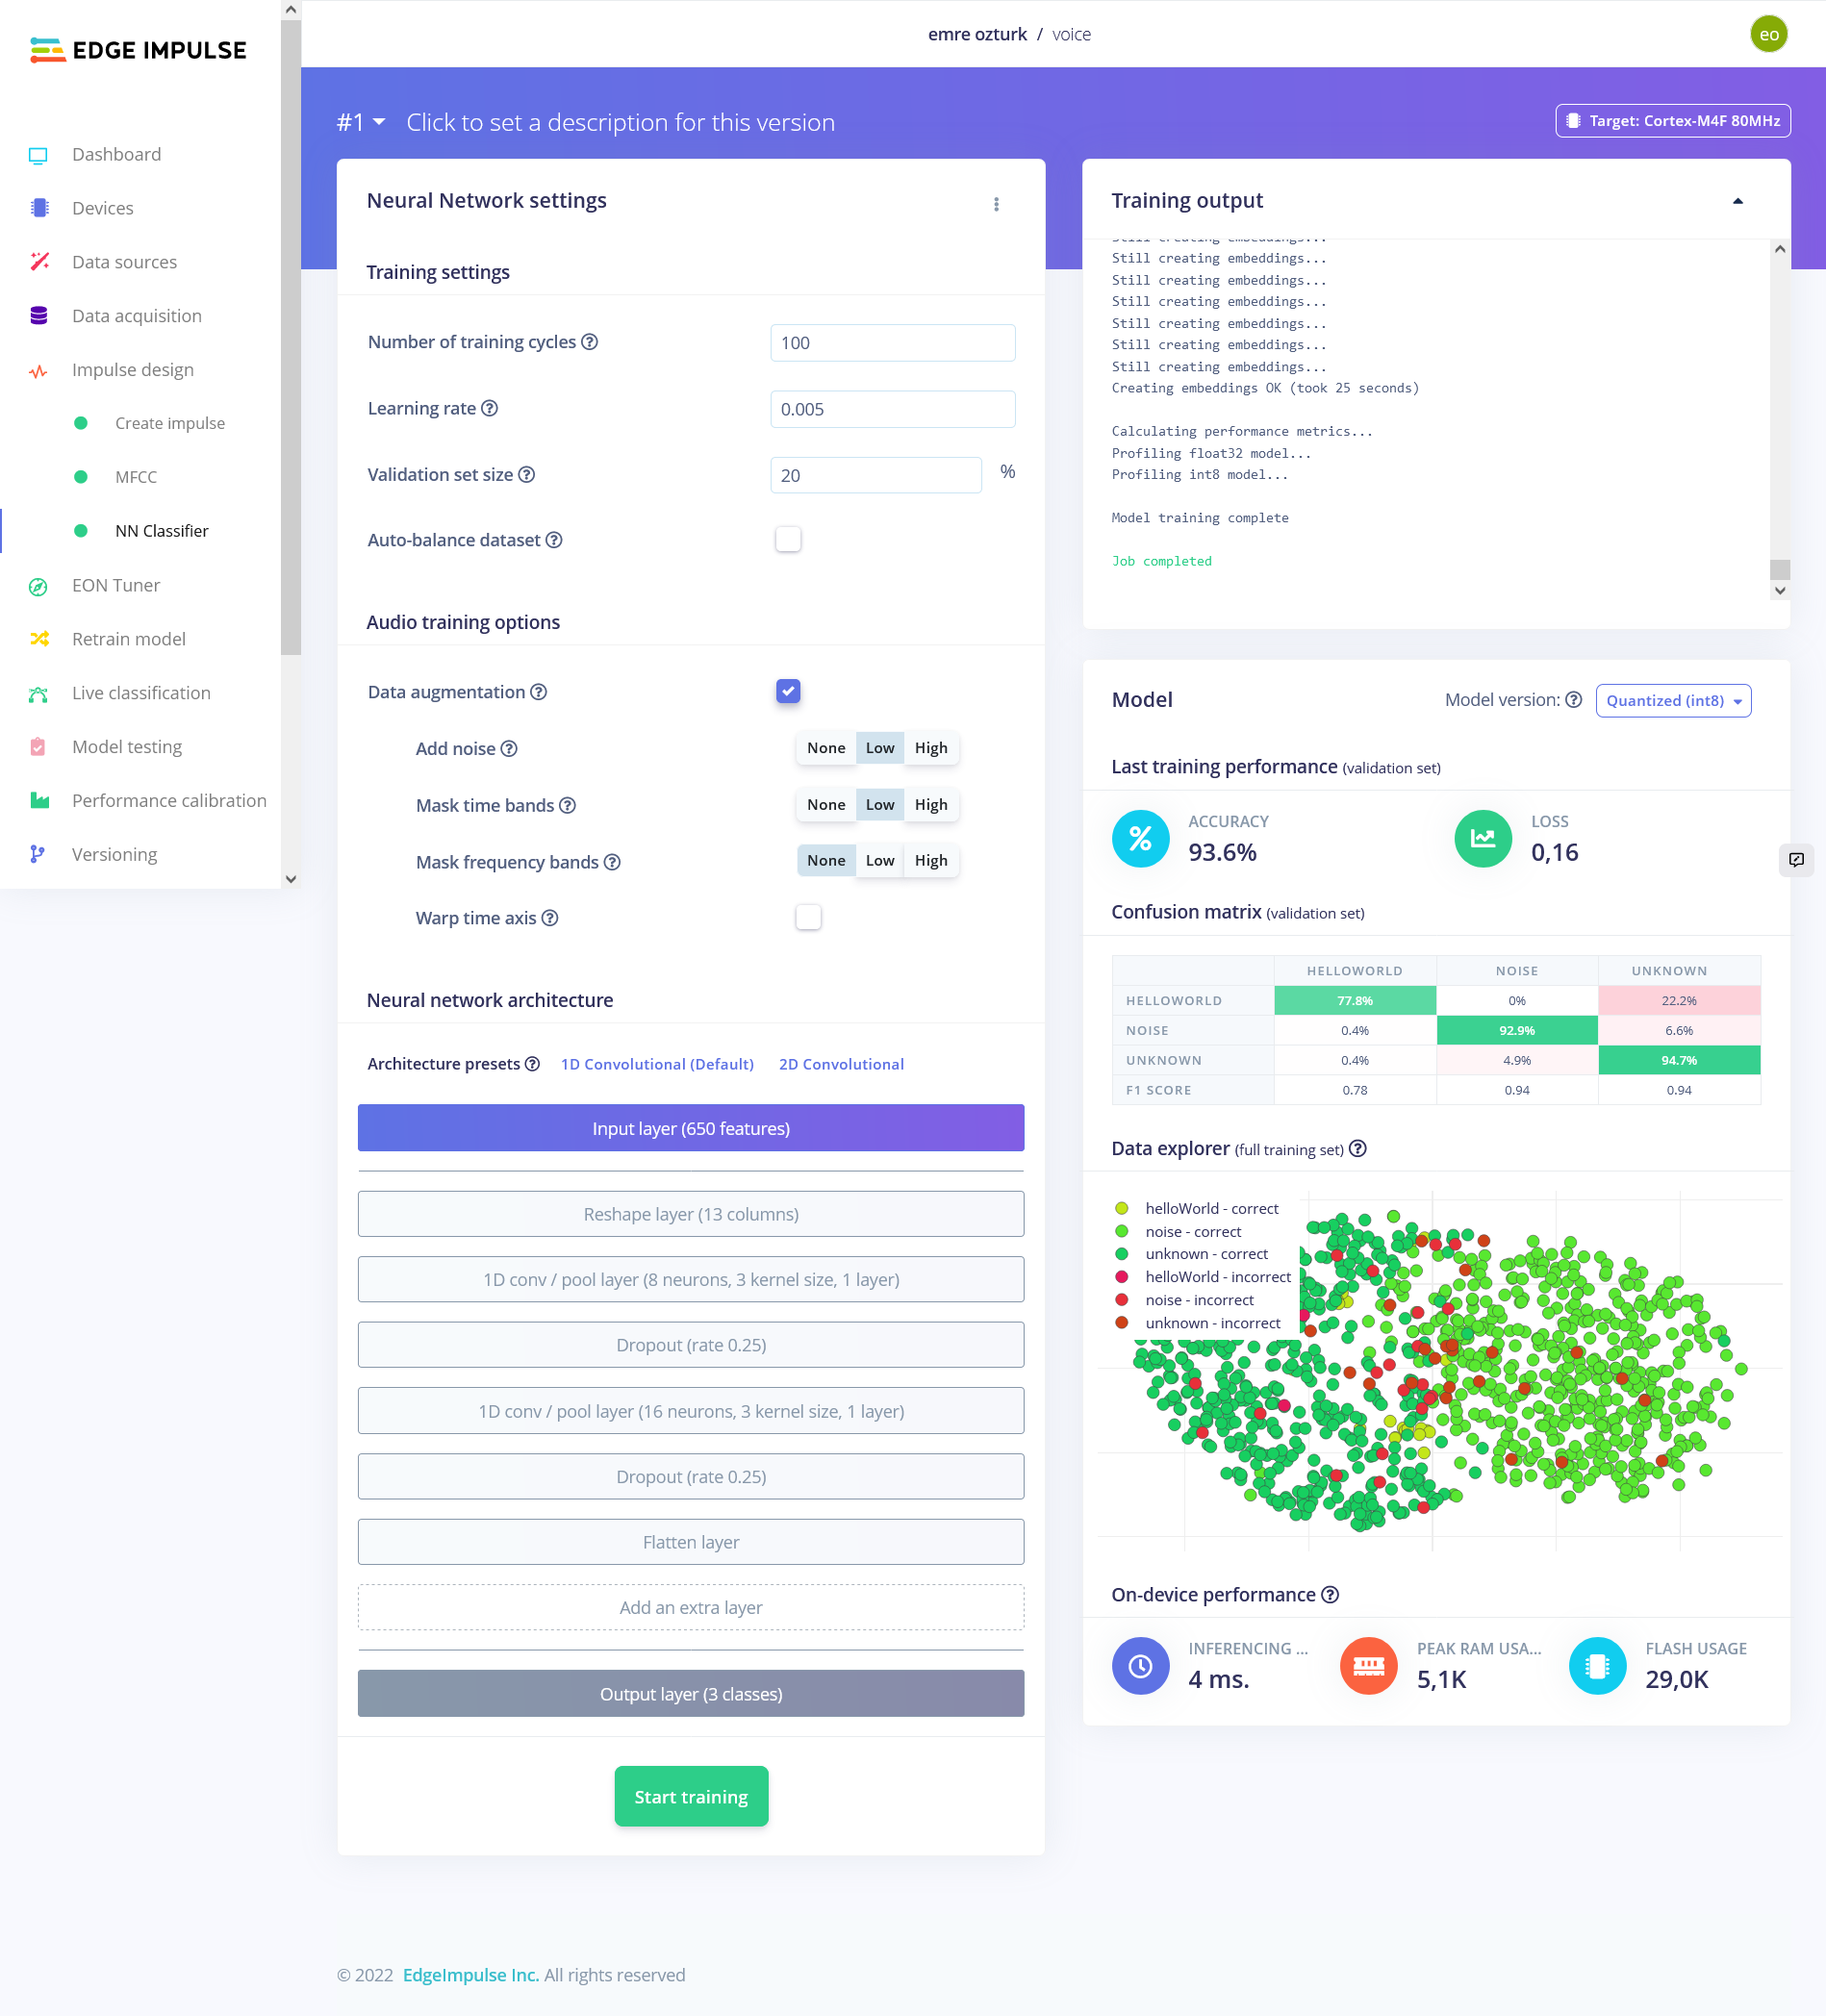 EDGE IMPULSE
Dashboard
Devices
Data sources
Data acquisition
Impulse design
Create impulse
MFCC
NN Classifier
EON Tuner
Retrain model
Live classification
Model testing
Performance calibration
Versioning
emre ozturk / voice
eo
#1 Click to set a description for this version
Target: Cortex-M4F 80MHz
Neural Network settings
Training settings
Number of training cycles ? 100
Learning rate ? 0.005
Validation set size ? 20 %
Auto-balance dataset ?
Audio training options
Data augmentation ?
Add noise ? None Low High
Mask time bands ? None Low High
Mask frequency bands ? None Low High
Warp time axis ?
Neural network architecture
Architecture presets ? 1D Convolutional (Default) 2D Convolutional
Input layer (650 features)
Reshape layer (13 columns)
1D conv / pool layer (8 neurons, 3 kernel size, 1 layer)
Dropout (rate 0.25)
1D conv / pool layer (16 neurons, 3 kernel size, 1 layer)
Dropout (rate 0.25)
Flatten layer
Add an extra layer
Output layer (3 classes)
Start training
Training output
Still creating embeddings...
Still creating embeddings...
Still creating embeddings...
Still creating embeddings...
Still creating embeddings...
Still creating embeddings...
Still creating embeddings...
Creating embeddings OK (took 25 seconds)
Calculating performance metrics...
Profiling float32 model...
Profiling int8 model...
Model training complete
Job completed
Model
Model version: ? Quantized (int8)
Last training performance (validation set)
% ACCURACY
93.6%
LOSS
0,16
Confusion matrix (validation set)
HELLOWORLD NOISE UNKNOWN
HELLOWORLD 77.8% 0% 22.2%
NOISE 0.4% 92.9% 6.6%
UNKNOWN 0.4% 4.9% 94.7%
F1 SCORE 0.78 0.94 0.94
Data explorer (full training set) ?
helloWorld - correct
noise - correct
unknown - correct
helloWorld - incorrect
noise - incorrect
unknown - incorrect
On-device performance ?
INFERENCING ...
4 ms.
PEAK RAM USA...
5,1K
FLASH USAGE
29,0K
© 2022 EdgeImpulse Inc. All rights reserved